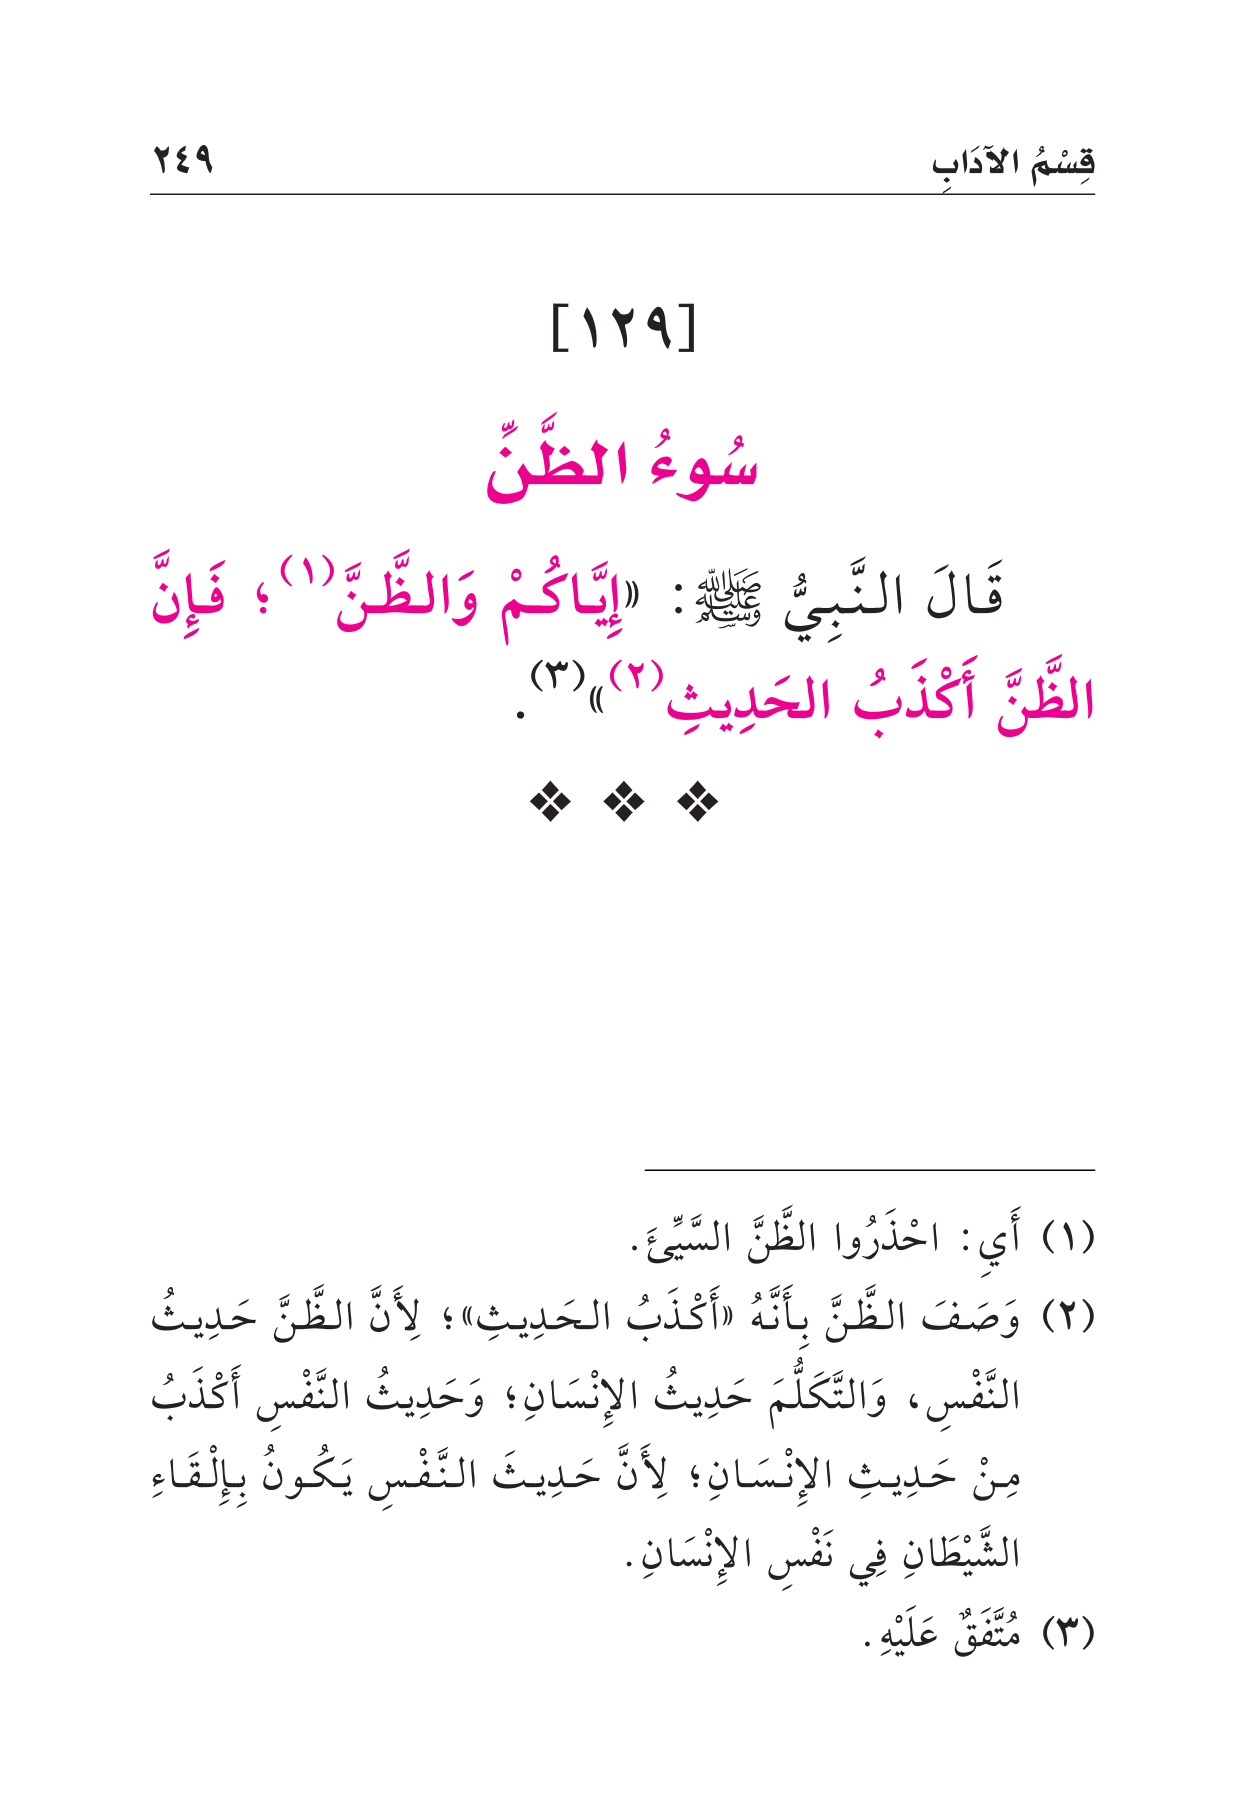 قِسْمُ الآدَابِ ٢٤٩
[١٢٩]
سُوءُ الظَّنِّ
قَالَ النَّبِيُّ ﷺ: «إِيَّاكُمْ وَالظَّنَّ(١)؛ فَإِنَّ
الظَّنَّ أَكْذَبُ الحَدِيثِ(٢)»(٣).
(١) أَيِ: احْذَرُوا الظَّنَّ السَّيِّئَ.
(٢) وَصَفَ الظَّنَّ بِأَنَّهُ «أَكْذَبُ الحَدِيثِ»؛ لِأَنَّ الظَّنَّ حَدِيثُ
النَّفْسِ، وَالتَّكَلُّمَ حَدِيثُ الإِنْسَانِ؛ وَحَدِيثُ النَّفْسِ أَكْذَبُ
مِنْ حَدِيثِ الإِنْسَانِ؛ لِأَنَّ حَدِيثَ النَّفْسِ يَكُونُ بِإِلْقَاءِ
الشَّيْطَانِ فِي نَفْسِ الإِنْسَانِ.
(٣) مُتَّفَقٌ عَلَيْهِ.